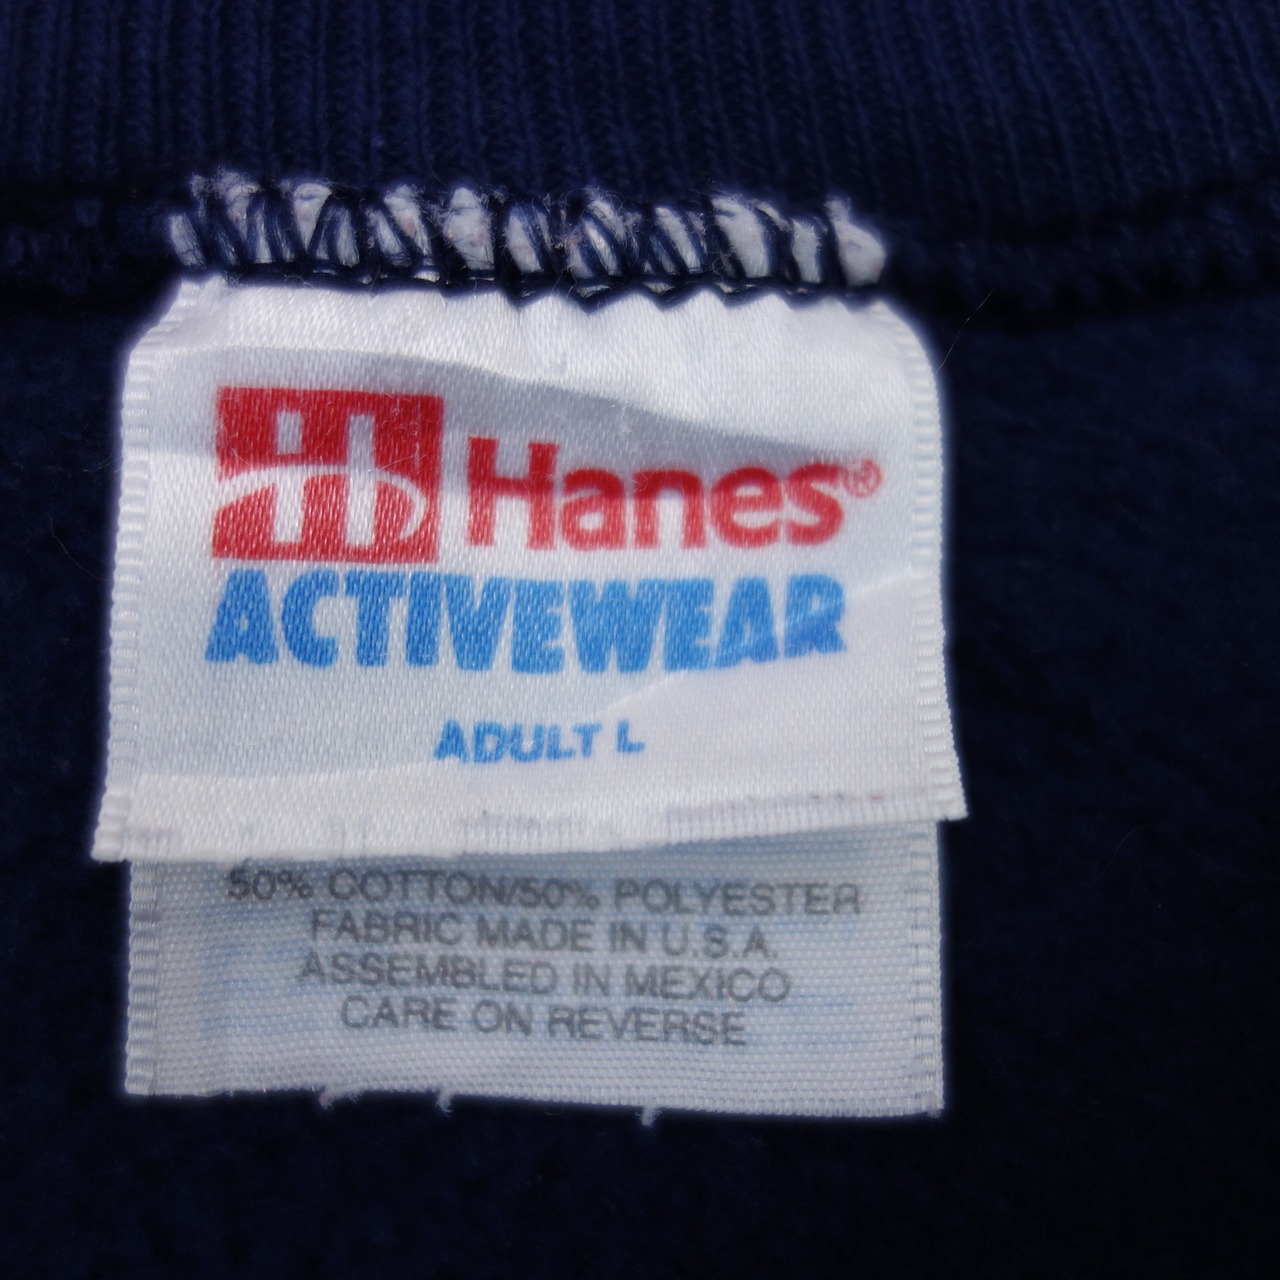 Hanes®
ACTIVEWEAR
ADULT L
50% COTTON/50% POLYESTER
FABRIC MADE IN U.S.A.
ASSEMBLED IN MEXICO
CARE ON REVERSE